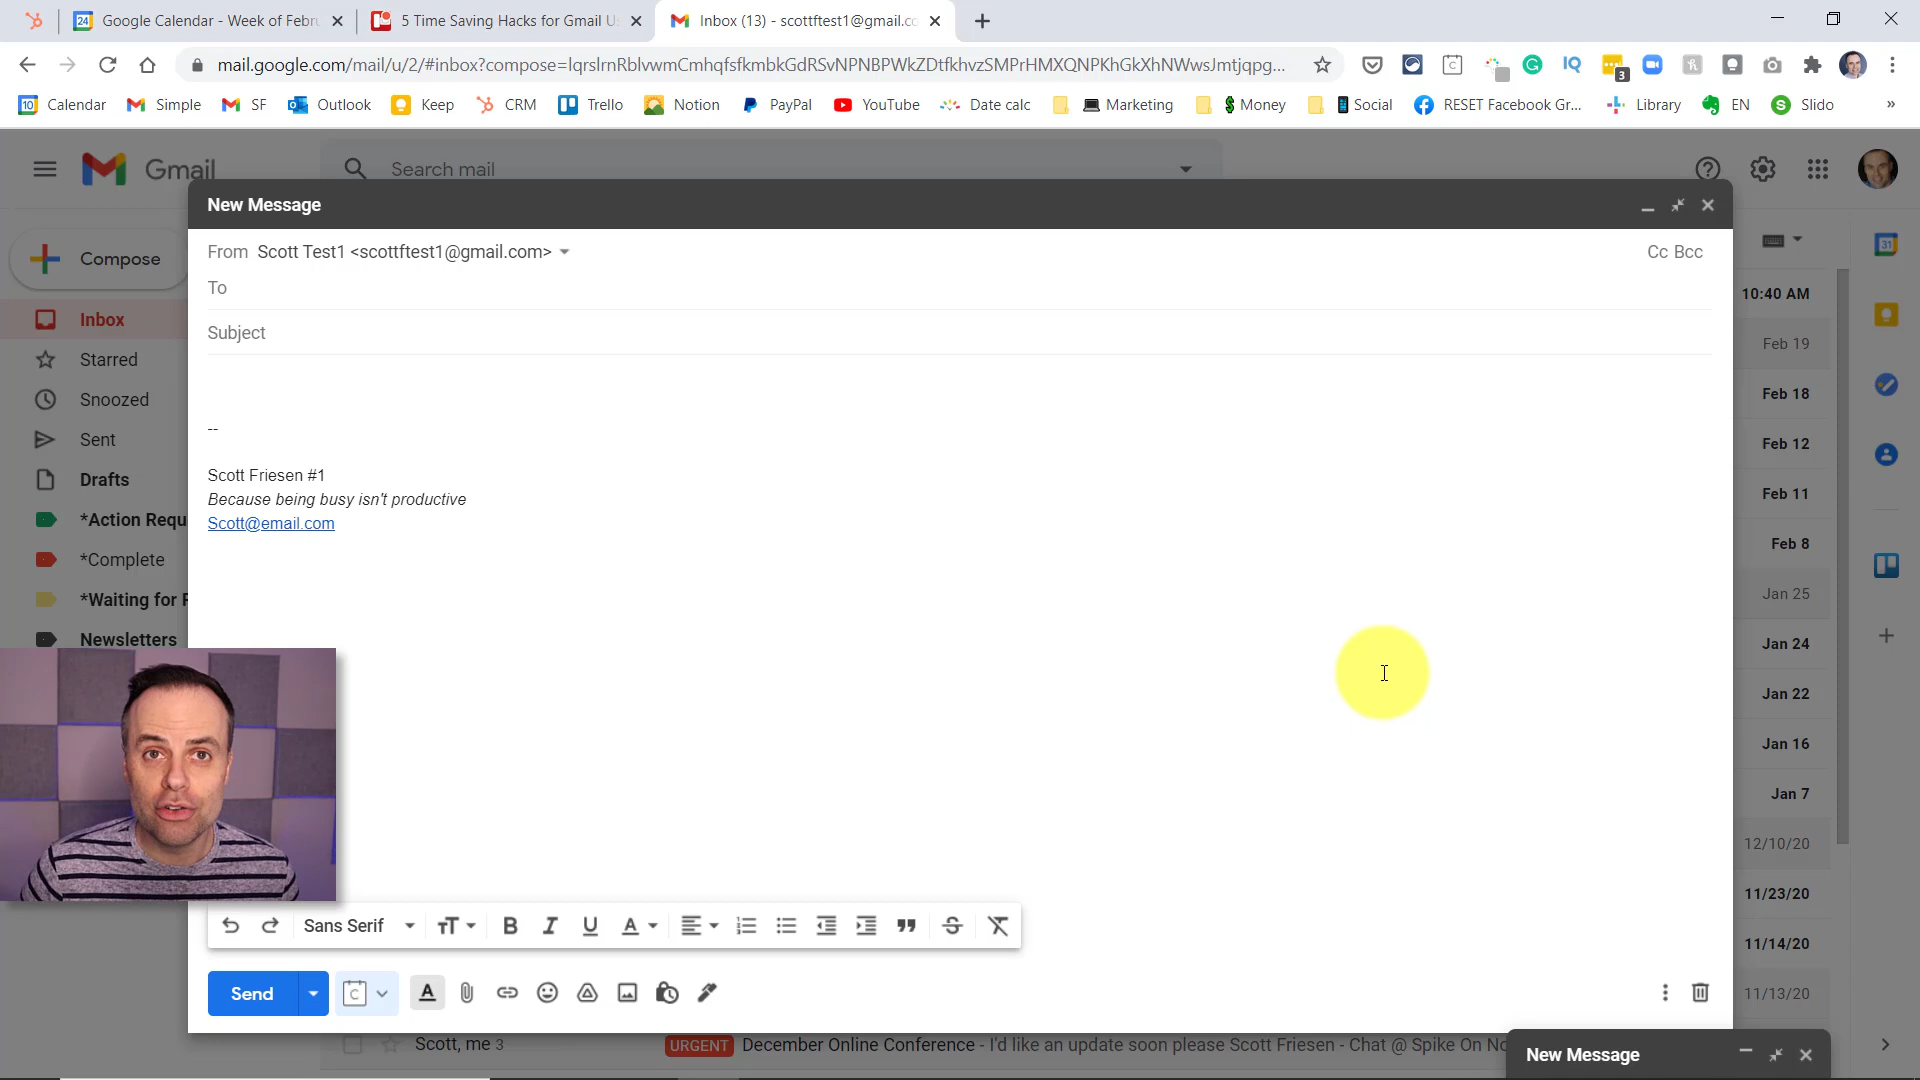 Google Calendar - Week of Febru
5 Time Saving Hacks for Gmail U
Inbox (13) - scottftest1@gmail.co
mail.google.com/mail/u/2/#inbox?compose=lqrslrnRblvwmCmhqfsfkmbkGdRSvNPNBPWkZDtfkhvzSMPrHMXQNPKhGkXhNWwsJmtjqpg...
Calendar Simple SF Outlook Keep CRM Trello Notion PayPal YouTube Date calc Marketing $ Money Social RESET Facebook Gr... Library EN Slido »
Gmail
Search mail
New Message
From Scott Test1 <scottftest1@gmail.com>
Cc Bcc
To
Subject
--
Scott Friesen #1
Because being busy isn't productive
Scott@email.com
Compose
Inbox
Starred
Snoozed
Sent
Drafts
*Action Requ
*Complete
*Waiting for R
Newsletters
10:40 AM
Feb 19
Feb 18
Feb 12
Feb 11
Feb 8
Jan 25
Jan 24
Jan 22
Jan 16
Jan 7
12/10/20
11/23/20
11/14/20
11/13/20
Sans Serif
Send
Scott, me 3
URGENT December Online Conference - I'd like an update soon please Scott Friesen - Chat @ Spike On No
New Message